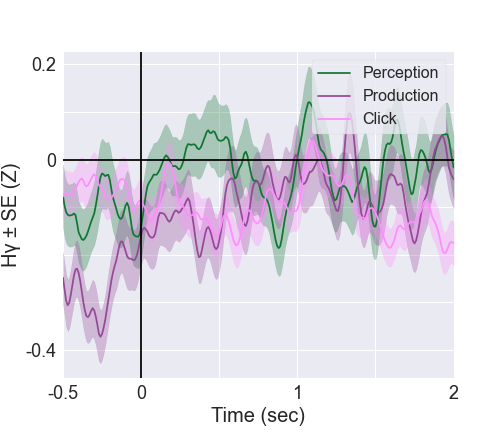 0.2
Perception
Production
Click
0
-0.4
Hγ ± SE (Z)
-0.5
0
1
2
Time (sec)